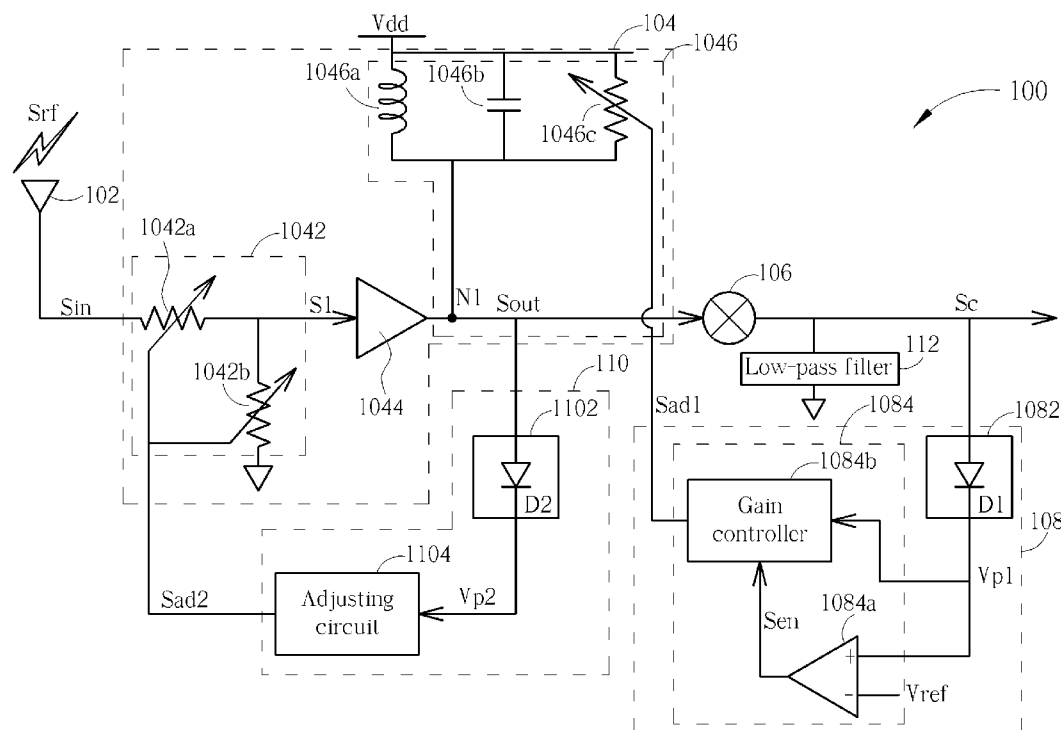 Vdd
104
1046
1046a
1046b
1046c
100
Srf
102
1042a
1042
106
Sin
S1
N1
Sout
Sc
112
Low-pass filter
1042b
1044
110
1102
Sad1
1084
1082
1084b
D2
Gain
controller
D1
108
1104
Vp1
Sad2
Adjusting
circuit
Vp2
1084a
Sen
+
-
Vref